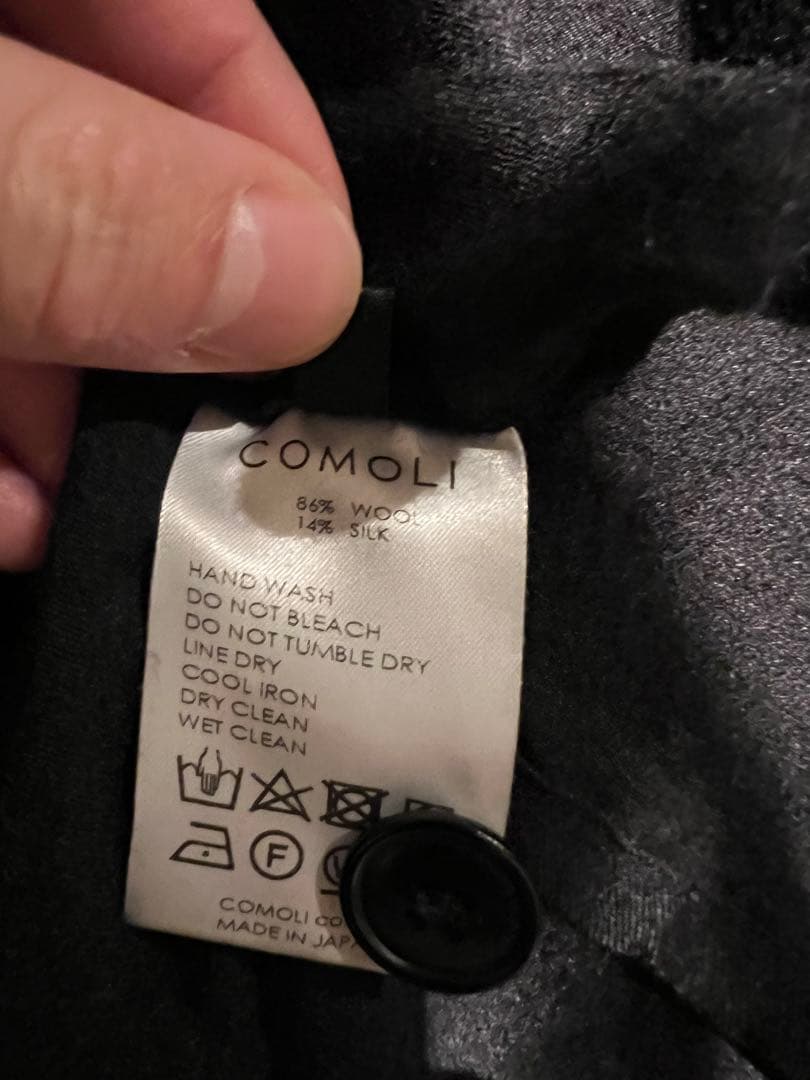 COMOLI
86% WOOL
14% SILK
HAND WASH
DO NOT BLEACH
DO NOT TUMBLE DRY
LINE DRY
COOL IRON
DRY CLEAN
WET CLEAN
F
COMOLI
MADE IN